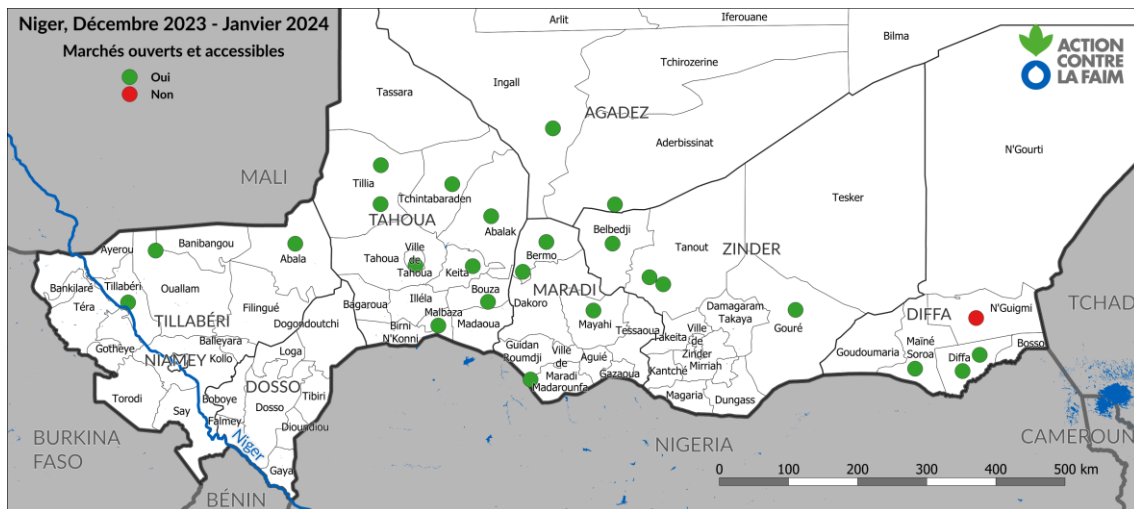 Niger, Décembre 2023 - Janvier 2024
Marchés ouverts et accessibles
Oui
Non
ACTION
CONTRE
LA FAIM
Arlit
Iferouane
Bilma
Tchirozerine
Ingall
Tassara
AGADEZ
Aderbissinat
N'Gourti
MALI
Tillia
Tchintabaraden
TAHOUA
Abalak
Tesker
Belbedji
Tanout
ZINDER
Ayerou
Banibangou
Abala
Tahoua
Ville
de
Tahoua
Keita
Bermo
Bankilaré
Tillabéri
Ouallam
Téra
Filingué
Bagaroua
Illéla
Bouza
Dakoro
MARADI
Malbaza
Madaoua
Birni
N'Konni
Mayahi
Tessaoua
Damagaram
Takaya
Gouré
DIFFA
N'Guigmi
TCHAD
TILLABÉRI
Dogondoutchi
Gotheye
Balleyara
NIAMEY
Kollo
Loga
Guidan
Roumdji
Ville
de
Maradi
Madarounfa
Aguié
Gazaoua
Takeita
Ville
de
Zinder
Mirriah
Kantché
Magaria
Dungass
Goudoumaria
Maïné
Soroa
Diffa
Bosso
DOSSO
Torodi
Say
Boboye
Dosso
Tibiri
Falmey
Dioundiou
Niger
Gaya
BURKINA
FASO
BÉNIN
NIGERIA
CAMEROUN
0 100 200 300 400 500 km